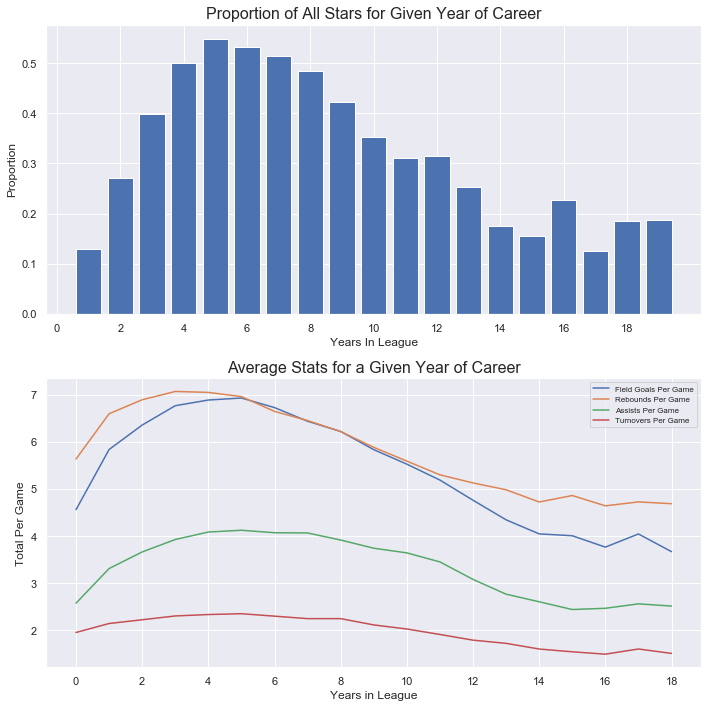 Proportion of All Stars for Given Year of Career
0.5
0.4
0.3
0.2
0.1
0.0
Proportion
0 2 4 6 8 10 12 14 16 18
Years In League
Average Stats for a Given Year of Career
7
6
5
4
3
2
Total Per Game
Field Goals Per Game
Rebounds Per Game
Assists Per Game
Turnovers Per Game
0 2 4 6 8 10 12 14 16 18
Years in League